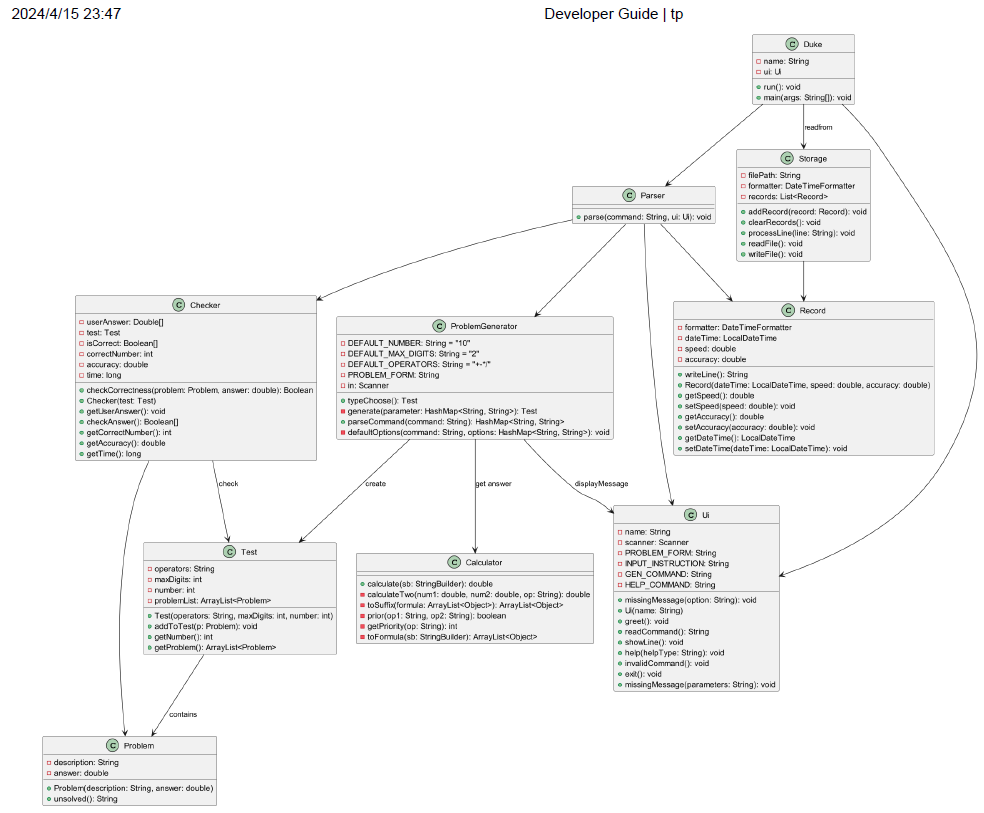 2024/4/15 23:47
Developer Guide | tp
C Duke
name: String
ui: Ui
run(): void
main(args: String[]): void
readfrom
C Storage
filePath: String
formatter: DateTimeFormatter
records: List<Record>
addRecord(record: Record): void
clearRecords(): void
processLine(line: String): void
readFile(): void
writeFile(): void
C Parser
parse(command: String, ui: Ui): void
C Checker
userAnswer: Double[]
test: Test
isCorrect: Boolean[]
correctNumber: int
accuracy: double
time: long
checkCorrectness(problem: Problem, answer: double): Boolean
Checker(test: Test)
getUserAnswer(): void
checkAnswer(): Boolean[]
getCorrectNumber(): int
getAccuracy(): double
getTime(): long
C ProblemGenerator
DEFAULT_NUMBER: String = "10"
DEFAULT_MAX_DIGITS: String = "2"
DEFAULT_OPERATORS: String = "+-*/"
PROBLEM_FORM: String
in: Scanner
typeChoose(): Test
generate(parameter: HashMap<String, String>): Test
parseCommand(command: String): HashMap<String, String>
defaultOptions(command: String, options: HashMap<String, String>): void
C Record
formatter: DateTimeFormatter
dateTime: LocalDateTime
speed: double
accuracy: double
writeLine(): String
Record(dateTime: LocalDateTime, speed: double, accuracy: double)
getSpeed(): double
setSpeed(speed: double): void
getAccuracy(): double
setAccuracy(accuracy: double): void
getDateTime(): LocalDateTime
setDateTime(dateTime: LocalDateTime): void
check
create
get answer
displayMessage
C Test
operators: String
maxDigits: int
number: int
problemList: ArrayList<Problem>
Test(operators: String, maxDigits: int, number: int)
addToTest(p: Problem): void
getNumber(): int
getProblem(): ArrayList<Problem>
C Calculator
calculate(sb: StringBuilder): double
calculateTwo(num1: double, num2: double, op: String): double
toSuffix(formula: ArrayList<Object>): ArrayList<Object>
prior(op1: String, op2: String): boolean
getPriority(op: String): int
toFormula(sb: StringBuilder): ArrayList<Object>
C Ui
name: String
scanner: Scanner
PROBLEM_FORM: String
INPUT_INSTRUCTION: String
GEN_COMMAND: String
HELP_COMMAND: String
missingMessage(option: String): void
Ui(name: String)
greet(): void
readCommand(): String
showLine(): void
help(helpType: String): void
invalidCommand(): void
exit(): void
missingMessage(parameters: String): void
contains
C Problem
description: String
answer: double
Problem(description: String, answer: double)
unsolved(): String